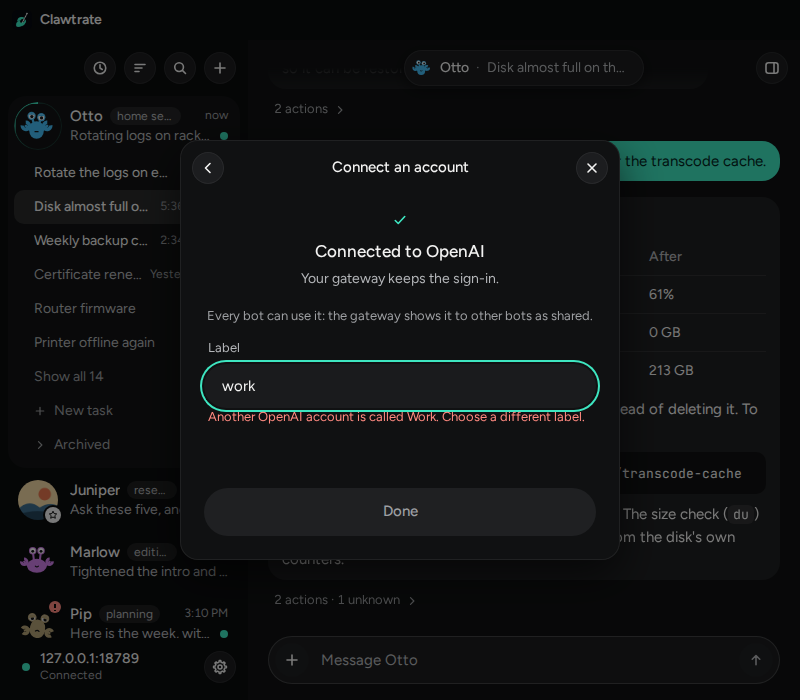 Clawtrate
Otto · Disk almost full on th...
2 actions
Otto home se... now
Rotating logs on rack...
Rotate the logs on e...
Disk almost full o... 5:36
Weekly backup c... 2:34
Certificate rene... Yeste
Router firmware
Printer offline again
Show all 14
+ New task
Archived
Juniper rese...
Ask these five, an
Marlow editi...
Tightened the intro and ...
Pip planning 3:10 PM
Here is the week. wit...
127.0.0.1:18789
Connected
the transcode cache.
After
61%
0 GB
213 GB
ead of deleting it. To
/transcode-cache
The size check ( du )
om the disk's own
counters.
2 actions · 1 unknown
Message Otto
Connect an account
Connected to OpenAI
Your gateway keeps the sign-in.
Every bot can use it: the gateway shows it to other bots as shared.
Label
work
Another OpenAI account is called Work. Choose a different label.
Done